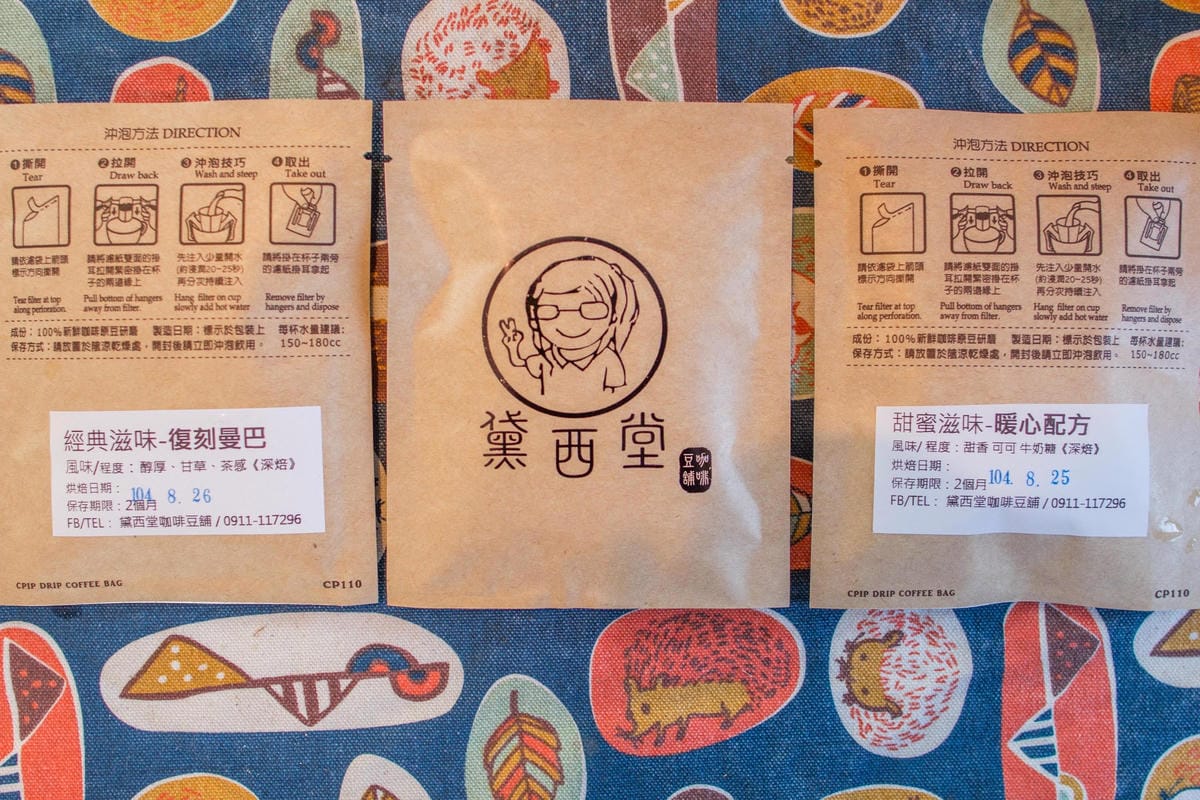 沖泡方法 DIRECTION
❶撕開 ❷拉開 ❸沖泡技巧 ❹取出
Tear Draw back Wash and steep Take out
請依濾袋上箭頭
標示方向撕開
請將濾紙雙面的掛
耳拉開緊密掛在杯
子的兩邊緣上
先注入少量開水
(約浸潤20~25秒)
再分次持續注入
請將掛在杯子兩旁
的濾紙掛耳拿起
Tear filter at top
along perforation.
Pull bottom of hangers
away from filter.
Hang filter on cup
slowly add hot water
Remove filter by
hangers and dispose
成份：100%新鮮咖啡原豆研磨 製造日期：標示於包裝上 每杯水量建議:
保存方式：請放置於陰涼乾燥處，開封後請立即沖泡飲用。 150~180cc
經典滋味-復刻曼巴
風味/程度：醇厚、甘草、茶感《深焙》
烘焙日期：
104. 8. 26
保存期限：2個月
FB/TEL： 黛西堂咖啡豆舖 / 0911-117296
CPIP DRIP COFFEE BAG CP110
黛西堂
咖啡
豆舖
沖泡方法 DIRECTION
❶撕開 ❷拉開 ❸沖泡技巧 ❹取出
Tear Draw back Wash and steep Take out
請依濾袋上箭頭
標示方向撕開
請將濾紙雙面的掛
耳拉開緊密掛在杯
子的兩邊緣上
先注入少量開水
(約浸潤20~25秒)
再分次持續注入
請將掛在杯子兩旁
的濾紙掛耳拿起
Tear filter at top
along perforation.
Pull bottom of hangers
away from filter.
Hang filter on cup
slowly add hot water
Remove filter by
hangers and dispose
成份：100%新鮮咖啡原豆研磨 製造日期：標示於包裝上 每杯水量建議:
保存方式：請放置於陰涼乾燥處，開封後請立即沖泡飲用。 150~180cc
甜蜜滋味-暖心配方
風味/ 程度：甜香 可可 牛奶糖《深焙》
烘焙日期：
104. 8. 25
保存期限：2個月
FB/TEL： 黛西堂咖啡豆舖 / 0911-117296
CPIP DRIP COFFEE BAG CP110